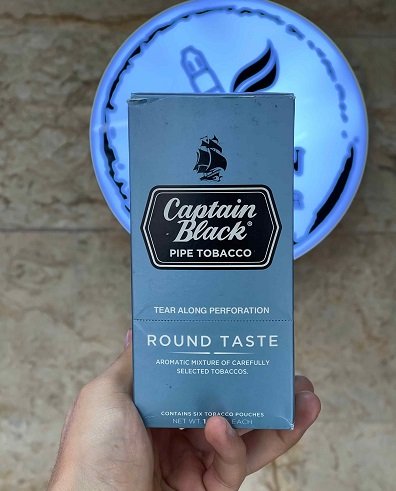 Captain
Black®
PIPE TOBACCO
TEAR ALONG PERFORATION
ROUND TASTE
AROMATIC MIXTURE OF CAREFULLY
SELECTED TOBACCOS.
CONTAINS SIX TOBACCO POUCHES
NET WT EACH